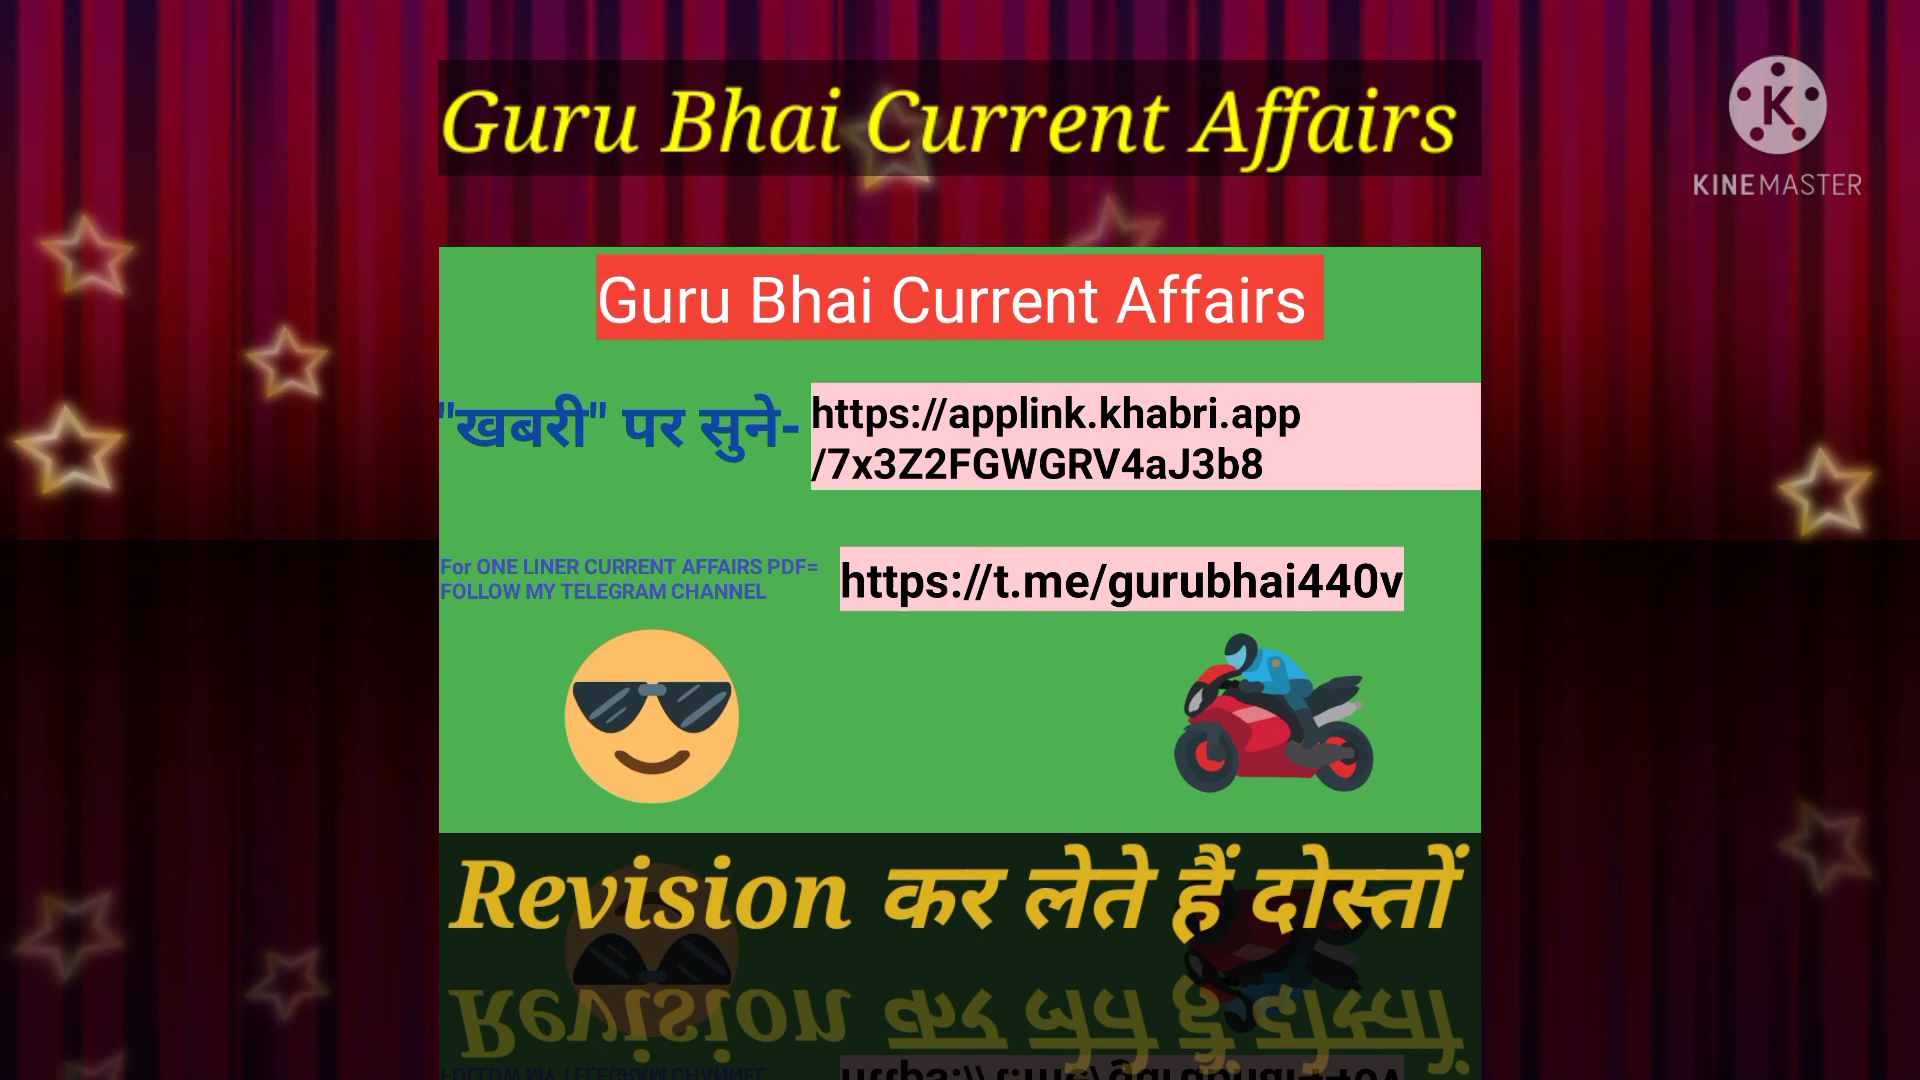 Guru Bhai Current Affairs
K
KINEMASTER
Guru Bhai Current Affairs
"खबरी" पर सुने-
https://applink.khabri.app
/7x3Z2FGWGRV4aJ3b8
For ONE LINER CURRENT AFFAIRS PDF=
FOLLOW MY TELEGRAM CHANNEL
https://t.me/gurubhai440v
Revision कर लेते हैं दोस्तों